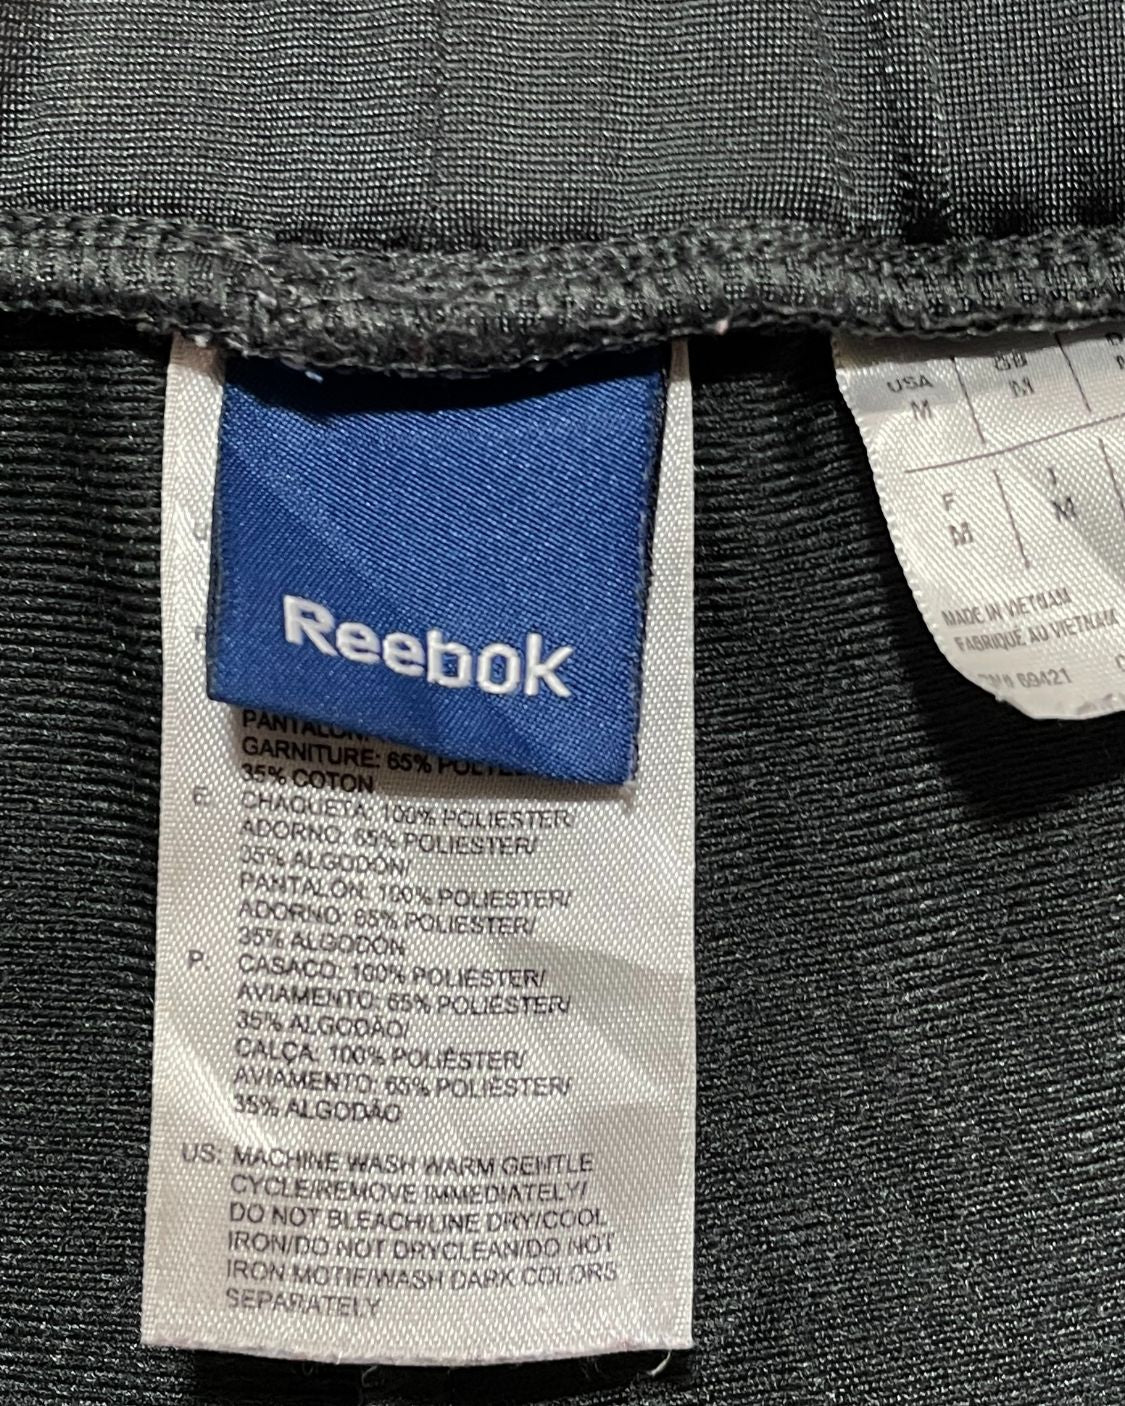 Reebok
GARNITURE: 65%
35% COTON
E: CHAQUETA: 100% POLIESTER/
ADORNO: 65% POLIESTER/
35% ALGODÓN/
PANTALÓN: 100% POLIESTER/
ADORNO: 65% POLIESTER/
35% ALGODÓN
P: CASACO: 100% POLIÉSTER/
AVIAMENTO: 65% POLIÉSTER/
35% ALGODÃO/
CALÇA: 100% POLIÉSTER/
AVIAMENTO: 65% POLIÉSTER/
35% ALGODÃO
US: MACHINE WASH WARM GENTLE
CYCLE/REMOVE IMMEDIATELY/
DO NOT BLEACH/LINE DRY/COOL
IRON/DO NOT DRYCLEAN/DO NOT
IRON MOTIF/WASH DARK COLORS
SEPARATELY
USA
M M
F I
M M
MADE IN VIETNAM
FABRIQUÉ AU VIETNAM
69421